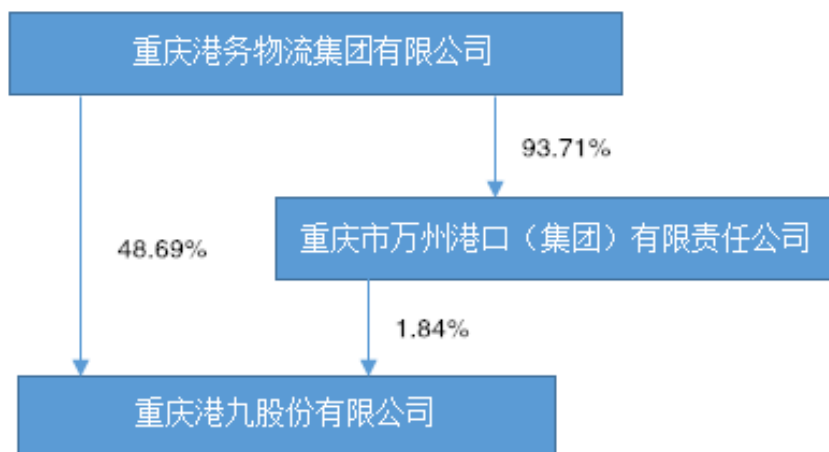 重庆港务物流集团有限公司
93.71%
重庆市万州港口（集团）有限责任公司
48.69%
1.84%
重庆港九股份有限公司